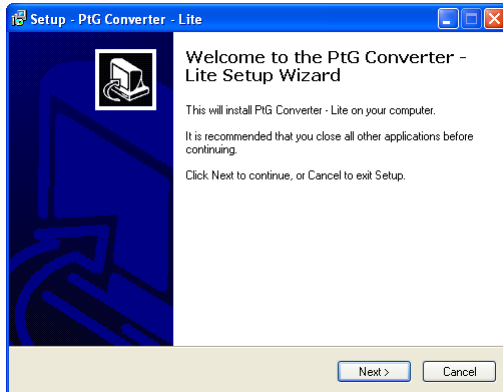 Setup - PtG Converter - Lite
Welcome to the PtG Converter -
Lite Setup Wizard
This will install PtG Converter - Lite on your computer.
It is recommended that you close all other applications before
continuing.
Click Next to continue, or Cancel to exit Setup.
Next >
Cancel